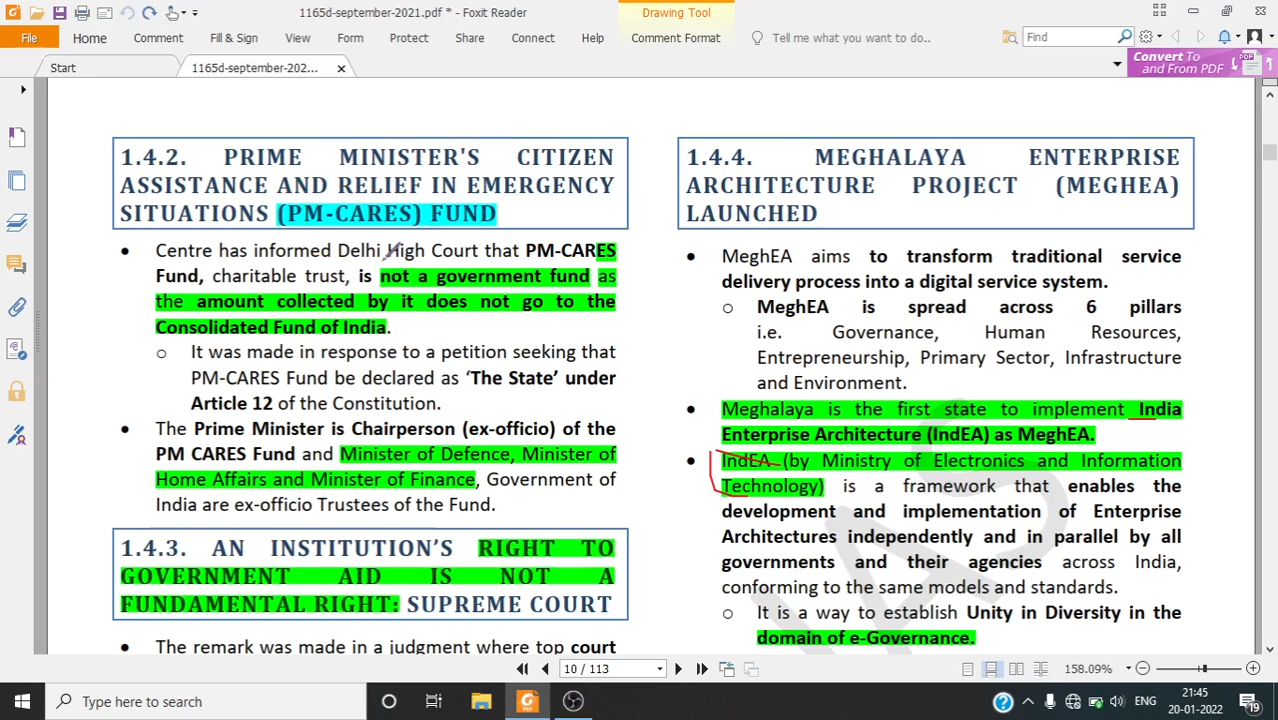 1165d-september-2021.pdf * - Foxit Reader
Drawing Tool
File
Home
Comment
Fill & Sign
View
Form
Protect
Share
Connect
Help
Comment Format
Tell me what you want to do..
Find
Start
1165d-september-202...
Convert To
and From PDF
PDF
1.4.2. PRIME MINISTER'S CITIZEN
ASSISTANCE AND RELIEF IN EMERGENCY
SITUATIONS (PM-CARES) FUND
• Centre has informed Delhi High Court that PM-CARES
Fund, charitable trust, is not a government fund as
the amount collected by it does not go to the
Consolidated Fund of India.
o It was made in response to a petition seeking that
PM-CARES Fund be declared as ‘The State’ under
Article 12 of the Constitution.
• The Prime Minister is Chairperson (ex-officio) of the
PM CARES Fund and Minister of Defence, Minister of
Home Affairs and Minister of Finance, Government of
India are ex-officio Trustees of the Fund.
1.4.3. AN INSTITUTION’S RIGHT TO
GOVERNMENT AID IS NOT A
FUNDAMENTAL RIGHT: SUPREME COURT
• The remark was made in a judgment where top court
1.4.4. MEGHALAYA ENTERPRISE
ARCHITECTURE PROJECT (MEGHEA)
LAUNCHED
• MeghEA aims to transform traditional service
delivery process into a digital service system.
o MeghEA is spread across 6 pillars
i.e. Governance, Human Resources,
Entrepreneurship, Primary Sector, Infrastructure
and Environment.
• Meghalaya is the first state to implement India
Enterprise Architecture (IndEA) as MeghEA.
• IndEA (by Ministry of Electronics and Information
Technology) is a framework that enables the
development and implementation of Enterprise
Architectures independently and in parallel by all
governments and their agencies across India,
conforming to the same models and standards.
o It is a way to establish Unity in Diversity in the
domain of e-Governance.
IAS
10 / 113
158.09%
Type here to search
ENG
21:45
20-01-2022
19